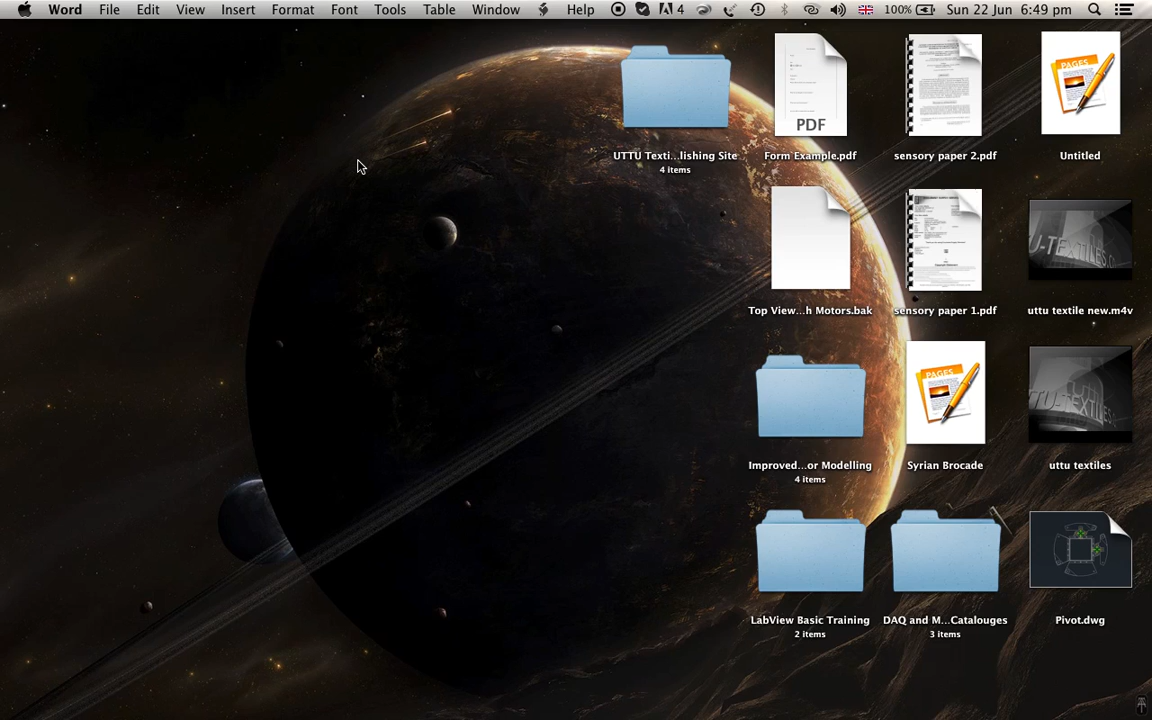 Word File Edit View Insert Format Font Tools Table Window Help 4 100% Sun 22 Jun 6:49 pm
UTTU Texti...lishing Site
4 items
PDF
Form Example.pdf
sensory paper 2.pdf
PAGES
Untitled
Top View...h Motors.bak
sensory paper 1.pdf
U-TEXTILES.C
uttu textile new.m4v
Improved...or Modelling
4 items
PAGES
Syrian Brocade
uttu textiles
LabView Basic Training
2 items
DAQ and M...Catalouges
3 items
Pivot.dwg